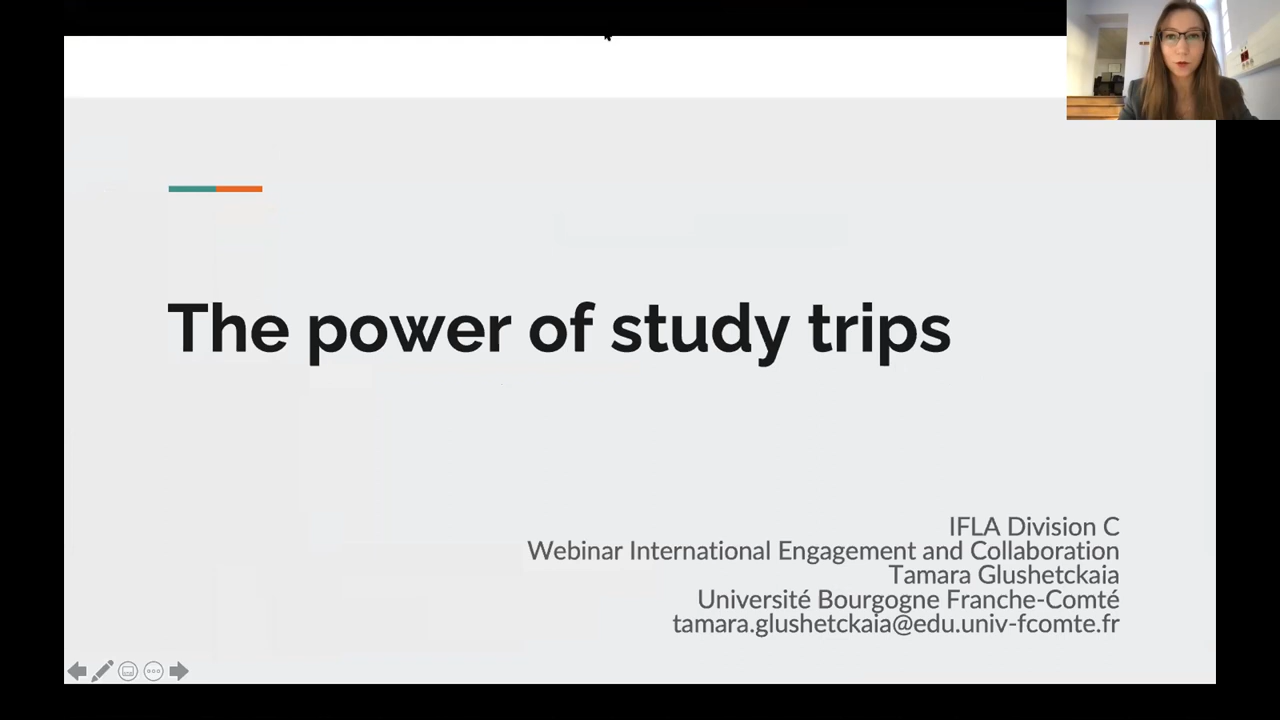 The power of study trips
IFLA Division C
Webinar International Engagement and Collaboration
Tamara Glushetckaia
Université Bourgogne Franche-Comté
tamara.glushetckaia@edu.univ-fcomte.fr